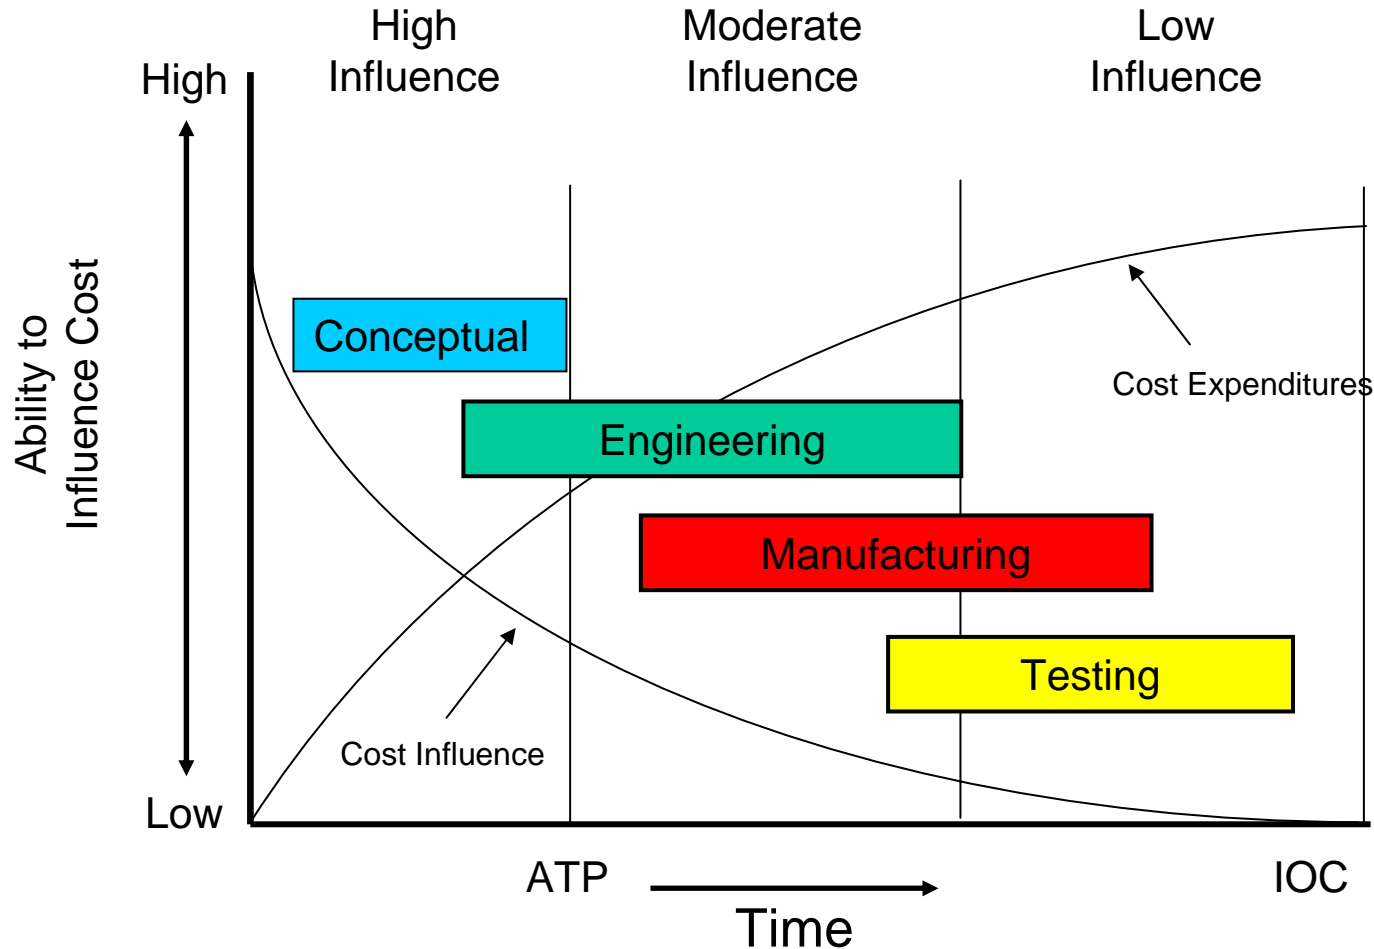 High
Influence
Moderate
Influence
Low
Influence
High
Ability to
Influence Cost
Conceptual
Cost Expenditures
Engineering
Manufacturing
Testing
Cost Influence
Low
ATP
IOC
Time